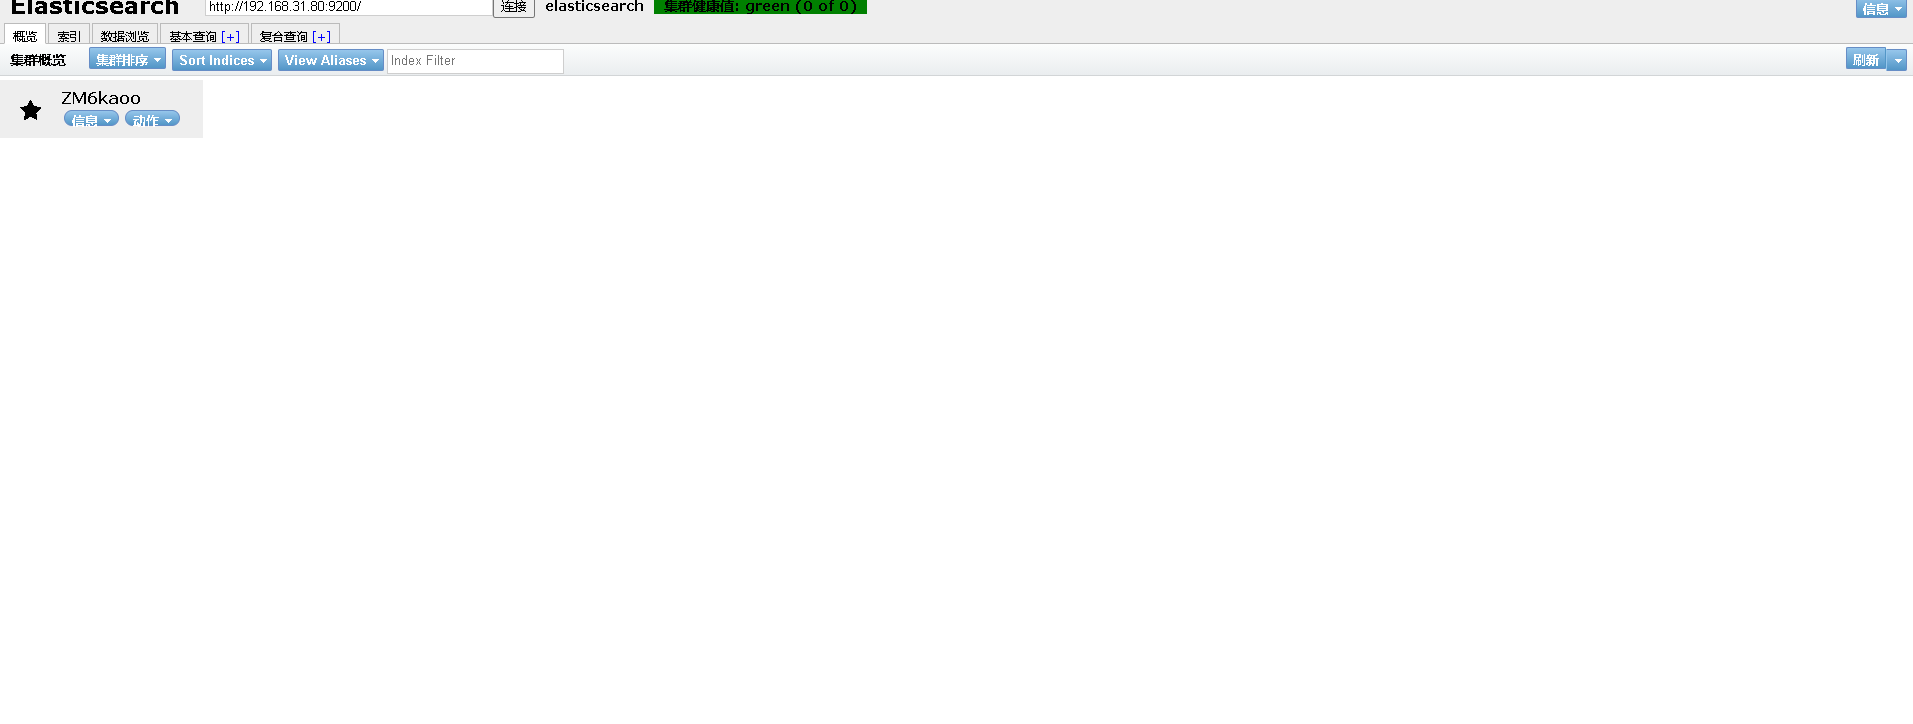 Elasticsearch http://192.168.31.80:9200/ 连接 elasticsearch 集群健康值: green (0 of 0) 信息
概览 索引 数据浏览 基本查询 [+] 复合查询 [+]
集群概览 集群排序 Sort Indices View Aliases Index Filter 刷新
ZM6kaoo
信息 动作